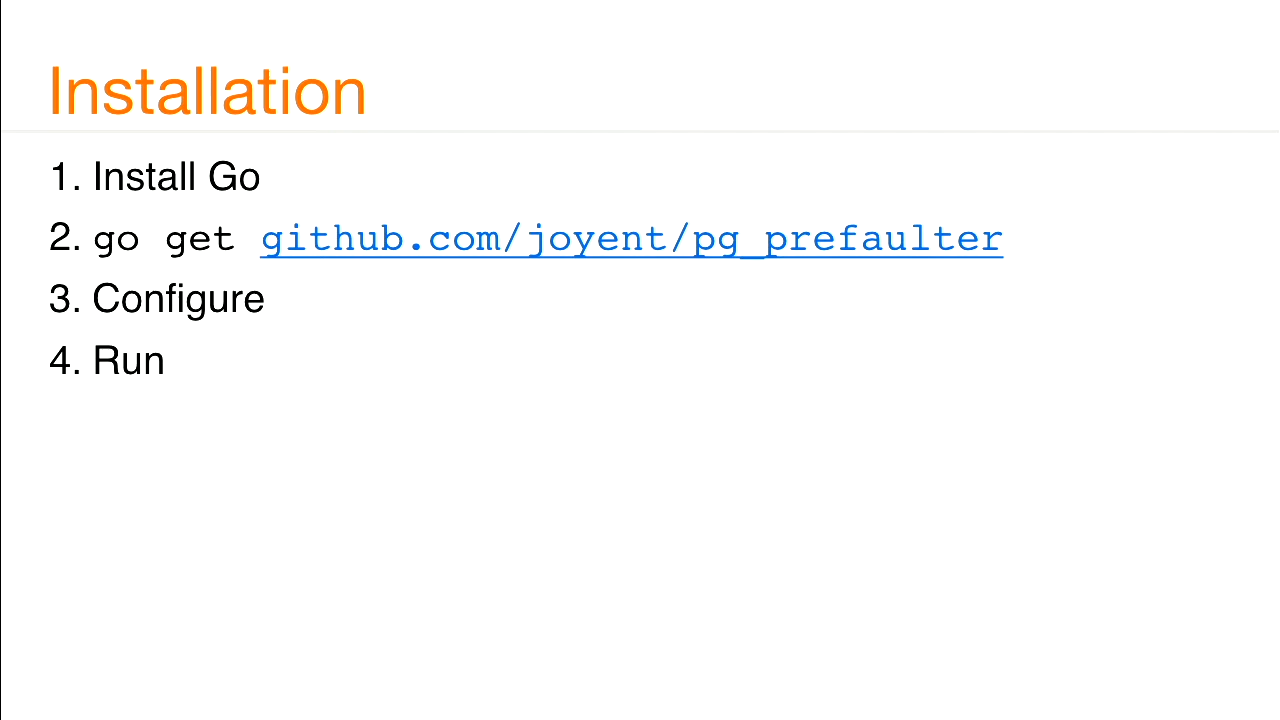 Installation
1. Install Go
2. go get github.com/joyent/pg_prefaulter
3. Configure
4. Run